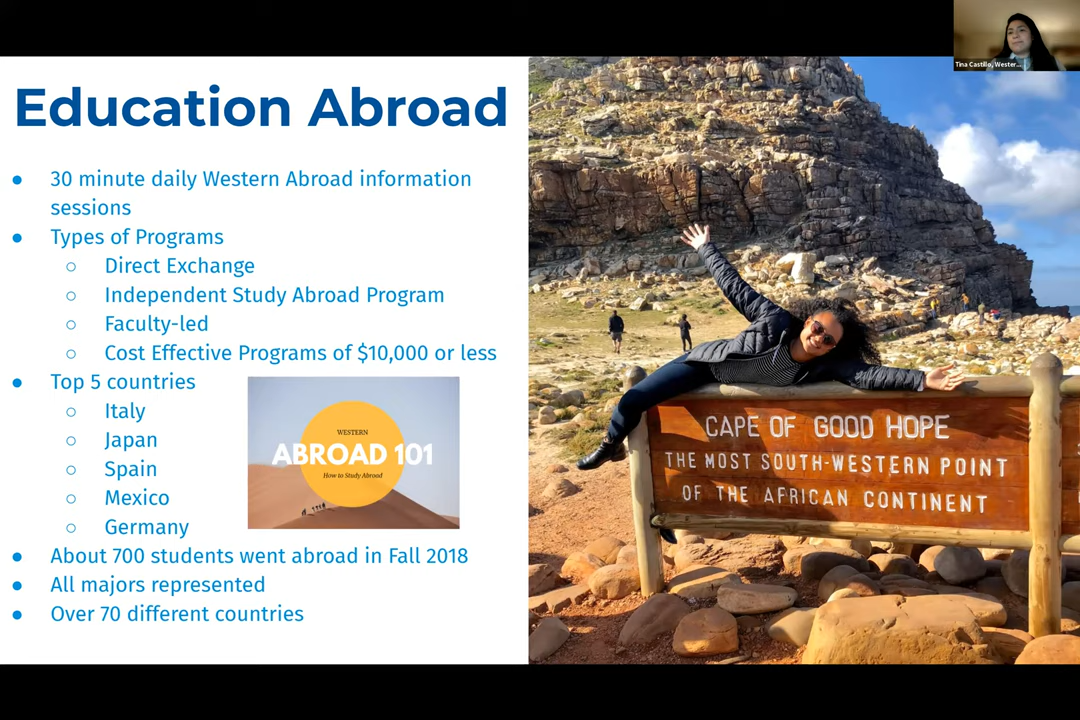 Education Abroad
● 30 minute daily Western Abroad information
sessions
● Types of Programs
○ Direct Exchange
○ Independent Study Abroad Program
○ Faculty-led
○ Cost Effective Programs of $10,000 or less
● Top 5 countries
○ Italy
○ Japan
○ Spain
○ Mexico
○ Germany
● About 700 students went abroad in Fall 2018
● All majors represented
● Over 70 different countries
WESTERN
ABROAD 101
How to Study Abroad
CAPE OF GOOD HOPE
THE MOST SOUTH-WESTERN POINT
OF THE AFRICAN CONTINENT
Tina Castillo, Wester...